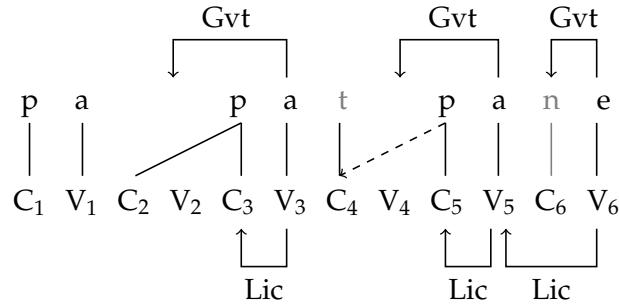 Gvt Gvt Gvt
p a p a t p a n e
C₁ V₁ C₂ V₂ C₃ V₃ C₄ V₄ C₅ V₅ C₆ V₆
Lic Lic Lic